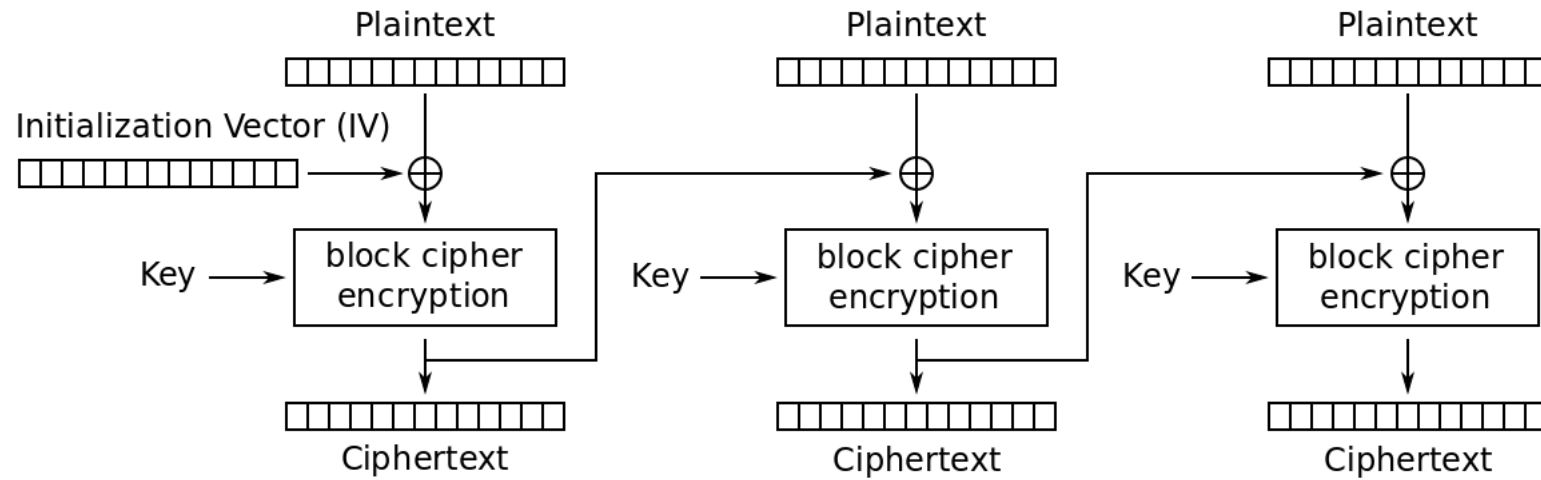 Plaintext
Plaintext
Plaintext
Initialization Vector (IV)
Key
block cipher
encryption
Key
block cipher
encryption
Key
block cipher
encryption
Ciphertext
Ciphertext
Ciphertext